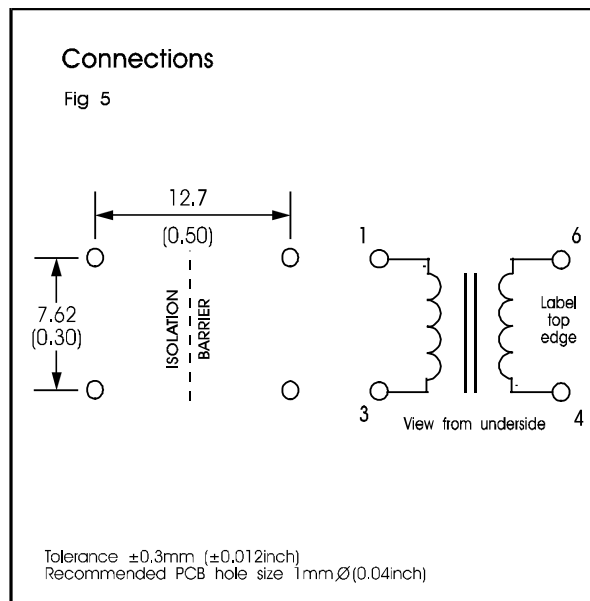 Connections
Fig 5
12.7
(0.50)
7.62
(0.30)
ISOLATION
BARRIER
1
6
Label
top
edge
3
4
View from underside
Tolerance ±0.3mm (±0.012inch)
Recommended PCB hole size 1mmØ(0.04inch)